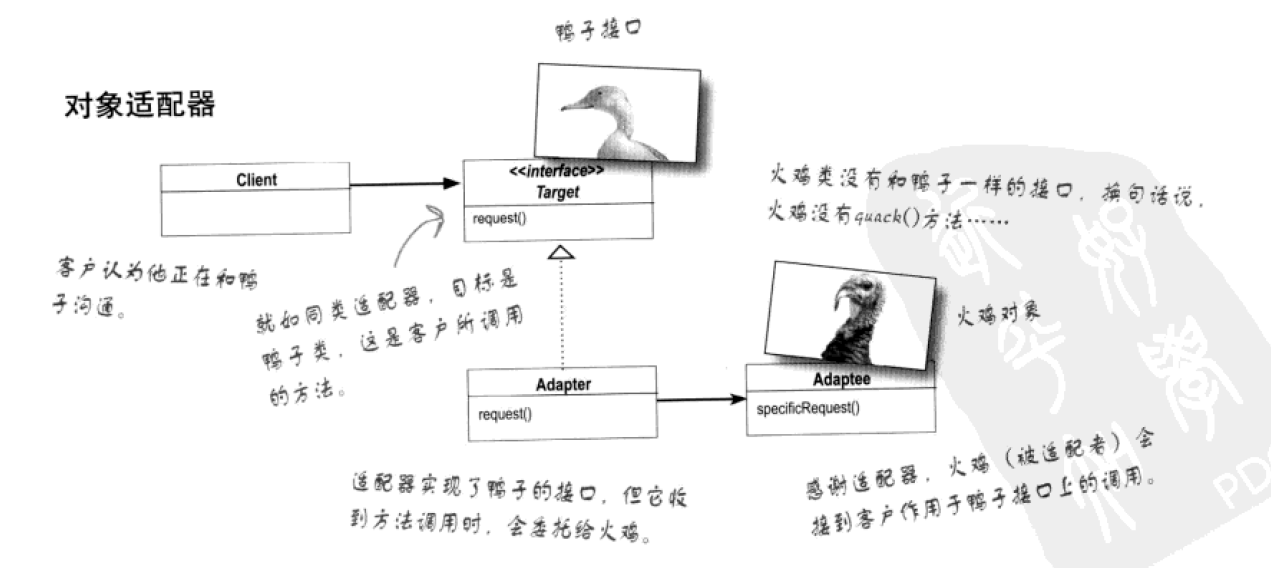 鸭子接口
对象适配器
Client
<<interface>>
Target
request()
火鸡类没有和鸭子一样的接口，换句话说，
火鸡没有quack()方法……
客户认为他正在和鸭
子沟通。
就如同类适配器，目标是
鸭子类，这是客户所调用
的方法。
火鸡对象
Adapter
request()
Adaptee
specificRequest()
适配器实现了鸭子的接口，但它收
到方法调用时，会委托给火鸡。
感谢适配器，火鸡（被适配者）会
接到客户作用于鸭子接口上的调用。
PD